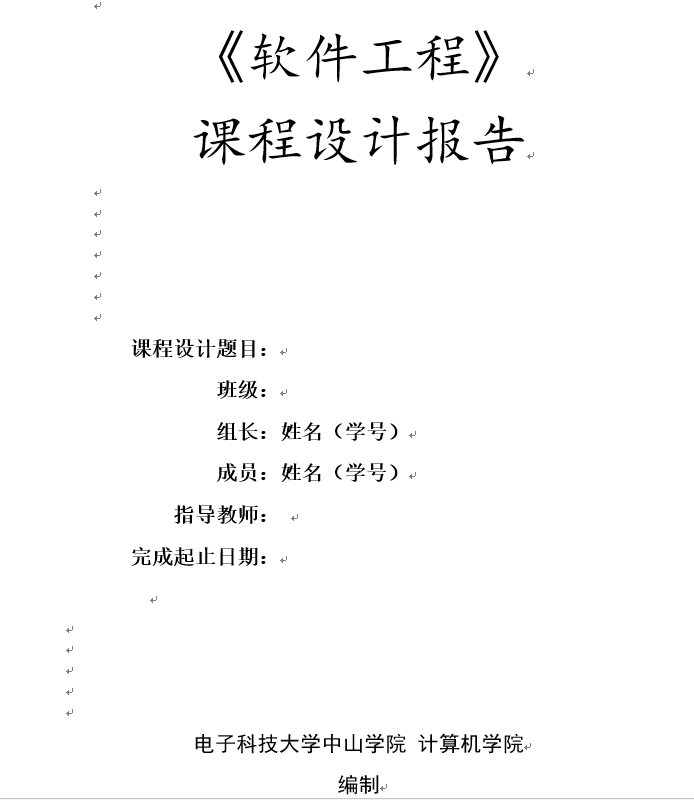 《软件工程》
课程设计报告
课程设计题目：
班级：
组长：姓名（学号）
成员：姓名（学号）
指导教师：
完成起止日期：
电子科技大学中山学院 计算机学院
编制